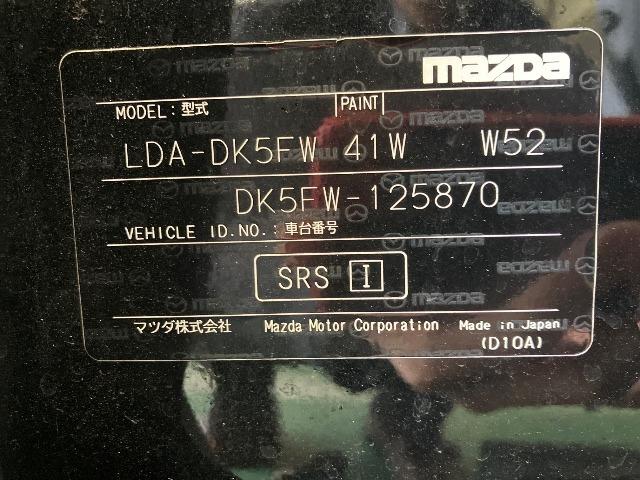 mazda
MODEL: 型式 PAINT
LDA-DK5FW 41W W52
DK5FW-125870
VEHICLE ID.NO.: 車台番号
SRS I
マツダ株式会社 Mazda Motor Corporation Made in Japan
(D10A)